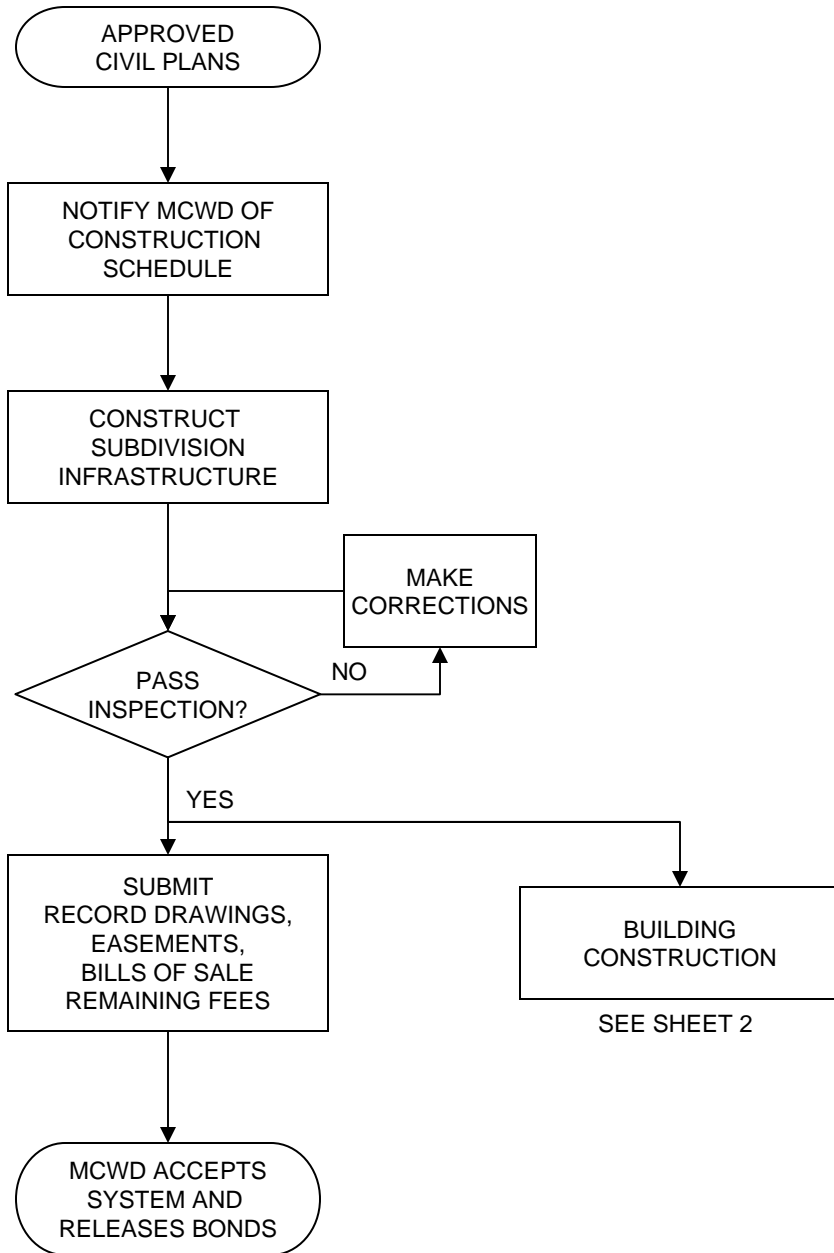 APPROVED
CIVIL PLANS
NOTIFY MCWD OF
CONSTRUCTION
SCHEDULE
CONSTRUCT
SUBDIVISION
INFRASTRUCTURE
MAKE
CORRECTIONS
PASS
INSPECTION?
NO
YES
SUBMIT
RECORD DRAWINGS,
EASEMENTS,
BILLS OF SALE
REMAINING FEES
BUILDING
CONSTRUCTION
SEE SHEET 2
MCWD ACCEPTS
SYSTEM AND
RELEASES BONDS